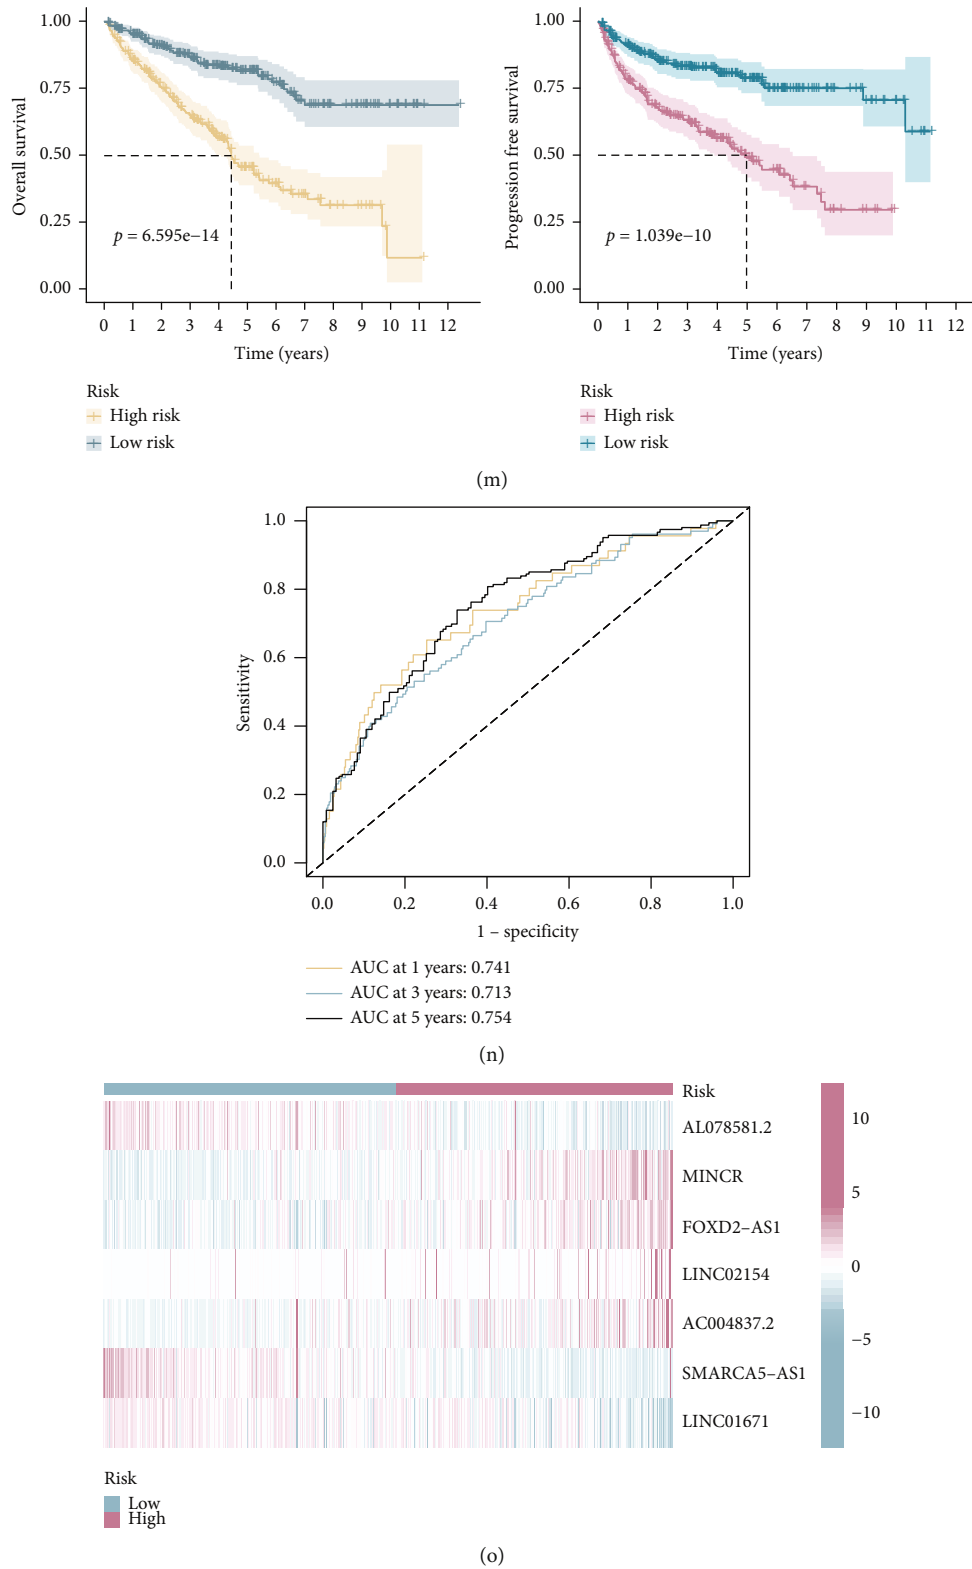 Overall survival
1.00
0.75
0.50
0.25
0.00
p = 6.595e−14
0 1 2 3 4 5 6 7 8 9 10 11 12
Time (years)
Risk
High risk
Low risk
Progression free survival
1.00
0.75
0.50
0.25
0.00
p = 1.039e−10
0 1 2 3 4 5 6 7 8 9 10 11 12
Time (years)
Risk
High risk
Low risk
(m)
Sensitivity
1.0
0.8
0.6
0.4
0.2
0.0
0.0 0.2 0.4 0.6 0.8 1.0
1 – specificity
AUC at 1 years: 0.741
AUC at 3 years: 0.713
AUC at 5 years: 0.754
(n)
Risk
AL078581.2
MINCR
FOXD2−AS1
LINC02154
AC004837.2
SMARCA5−AS1
LINC01671
10
5
0
−5
−10
Risk
Low
High
(o)